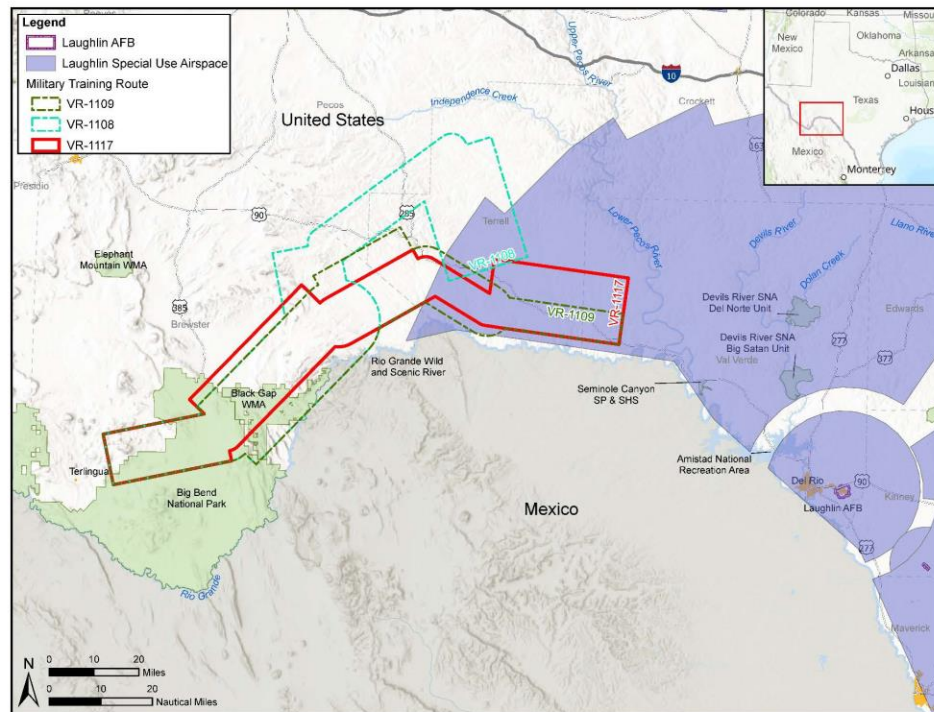 Legend
Laughlin AFB
Laughlin Special Use Airspace
Military Training Route
VR-1109
VR-1108
VR-1117
Colorado
Kansas
Missou
New
Mexico
Oklahoma
Arkansas
Dallas
Louisiana
Texas
Hous
Mexico
Monterrey
Reeves
Upper Pecos River
10
Crockett
Pecos
Independence Creek
United States
163
Presidio
90
285
Terrell
Lower Pecos River
Devils River
Llano River
Dolan Creek
Elephant
Mountain WMA
VR-1108
VR-1117
VR-1109
385
Brewster
Devils River SNA
Del Norte Unit
Edwards
277
377
Devils River SNA
Big Satan Unit
Val Verde
Rio Grande Wild
and Scenic River
Black Gap
WMA
Seminole Canyon
SP & SHS
Amistad National
Recreation Area
Terlingua
Big Bend
National Park
Mexico
Del Rio
90
Kinney
Laughlin AFB
277
Rio Grande
Maverick
N
0 10 20
Miles
0 10 20
Nautical Miles